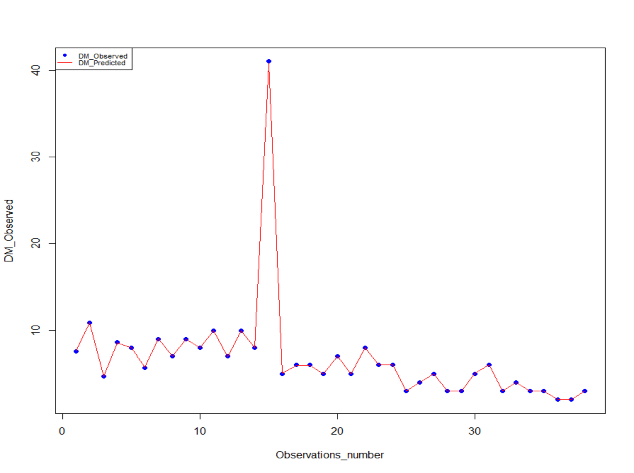 DM_Observed
DM_Predicted
40
30
20
10
DM_Observed
0 10 20 30
Observations_number